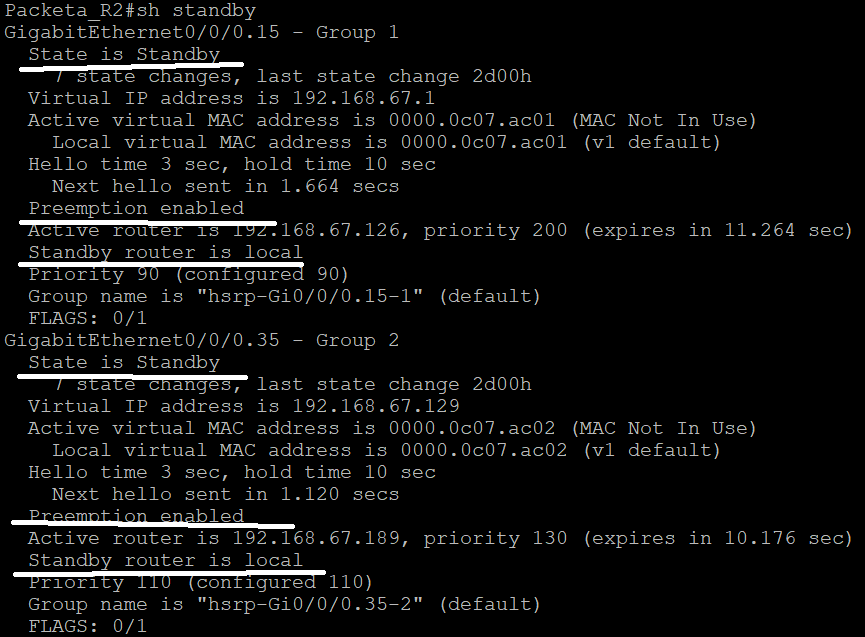 Packeta_R2#sh standby
GigabitEthernet0/0/0.15 - Group 1
State is Standby
7 state changes, last state change 2d00h
Virtual IP address is 192.168.67.1
Active virtual MAC address is 0000.0c07.ac01 (MAC Not In Use)
Local virtual MAC address is 0000.0c07.ac01 (v1 default)
Hello time 3 sec, hold time 10 sec
Next hello sent in 1.664 secs
Preemption enabled
Active router is 192.168.67.126, priority 200 (expires in 11.264 sec)
Standby router is local
Priority 90 (configured 90)
Group name is "hsrp-Gi0/0/0.15-1" (default)
FLAGS: 0/1
GigabitEthernet0/0/0.35 - Group 2
State is Standby
7 state changes, last state change 2d00h
Virtual IP address is 192.168.67.129
Active virtual MAC address is 0000.0c07.ac02 (MAC Not In Use)
Local virtual MAC address is 0000.0c07.ac02 (v1 default)
Hello time 3 sec, hold time 10 sec
Next hello sent in 1.120 secs
Preemption enabled
Active router is 192.168.67.189, priority 130 (expires in 10.176 sec)
Standby router is local
Priority 110 (configured 110)
Group name is "hsrp-Gi0/0/0.35-2" (default)
FLAGS: 0/1